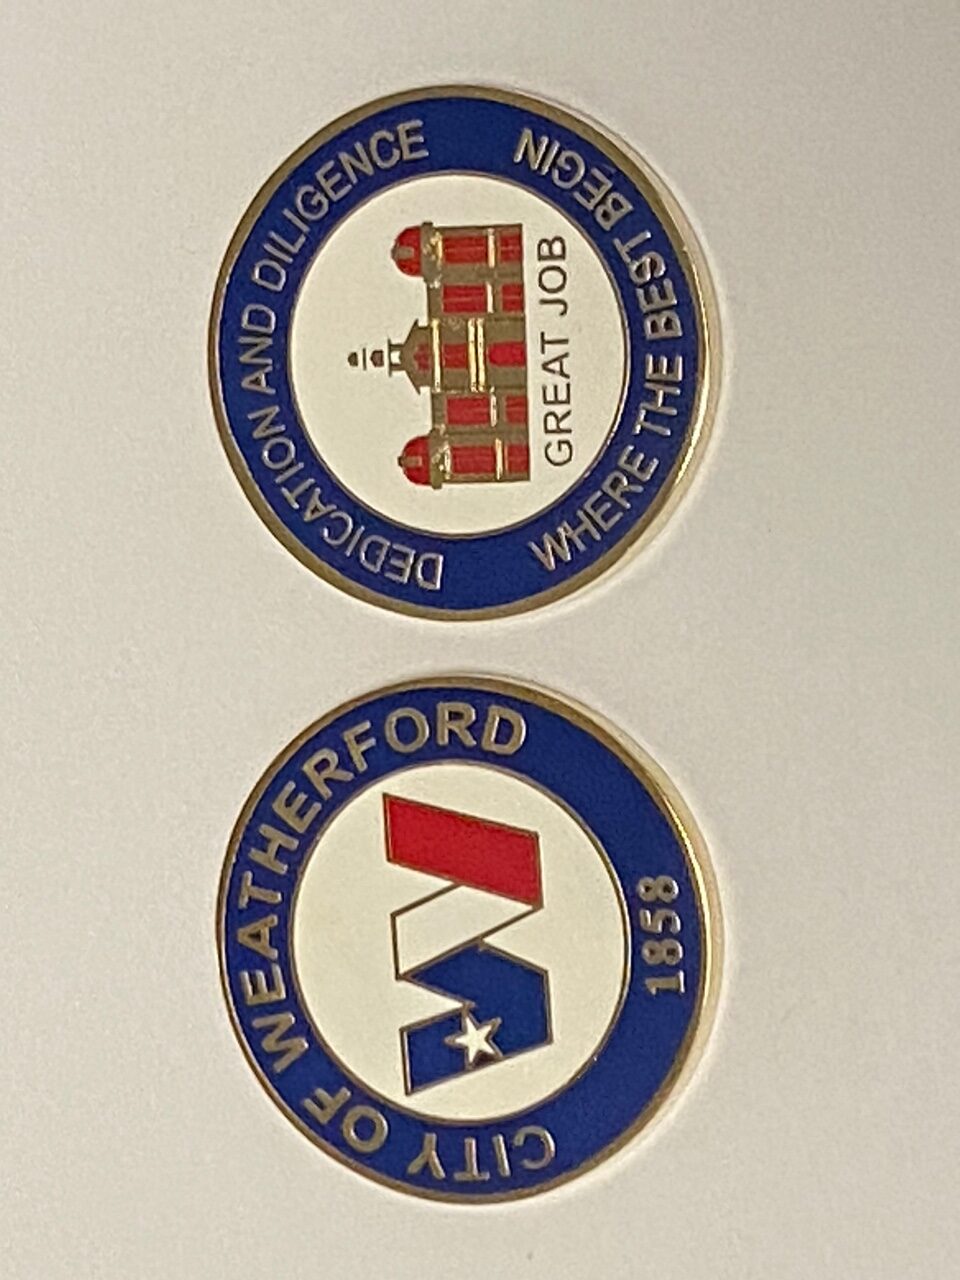 CITY OF WEATHERFORD
1858
DEDICATION AND DILIGENCE
GREAT JOB
WHERE THE BEST BEGIN